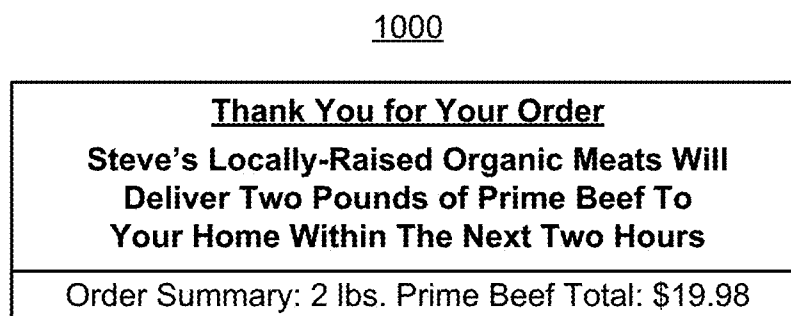 1000
Thank You for Your Order
Steve's Locally-Raised Organic Meats Will
Deliver Two Pounds of Prime Beef To
Your Home Within The Next Two Hours
Order Summary: 2 lbs. Prime Beef Total: $19.98